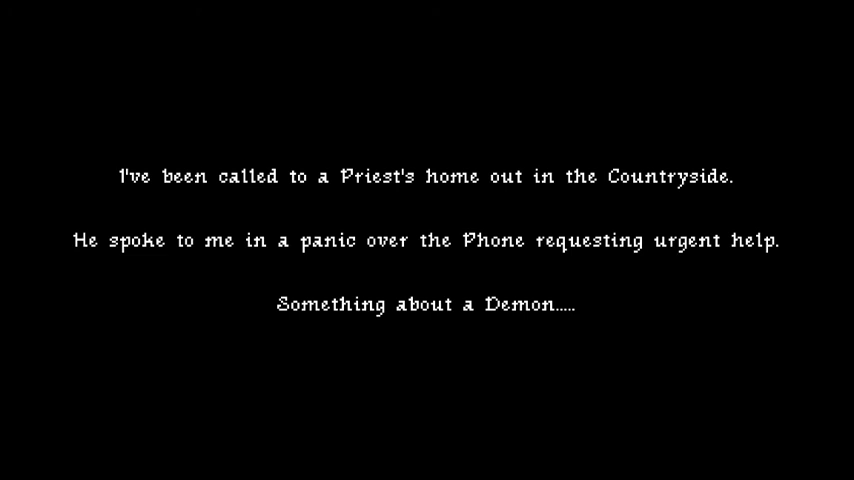 I've been called to a Priest's home out in the Countryside.
He spoke to me in a panic over the Phone requesting urgent help.
Something about a Demon.....